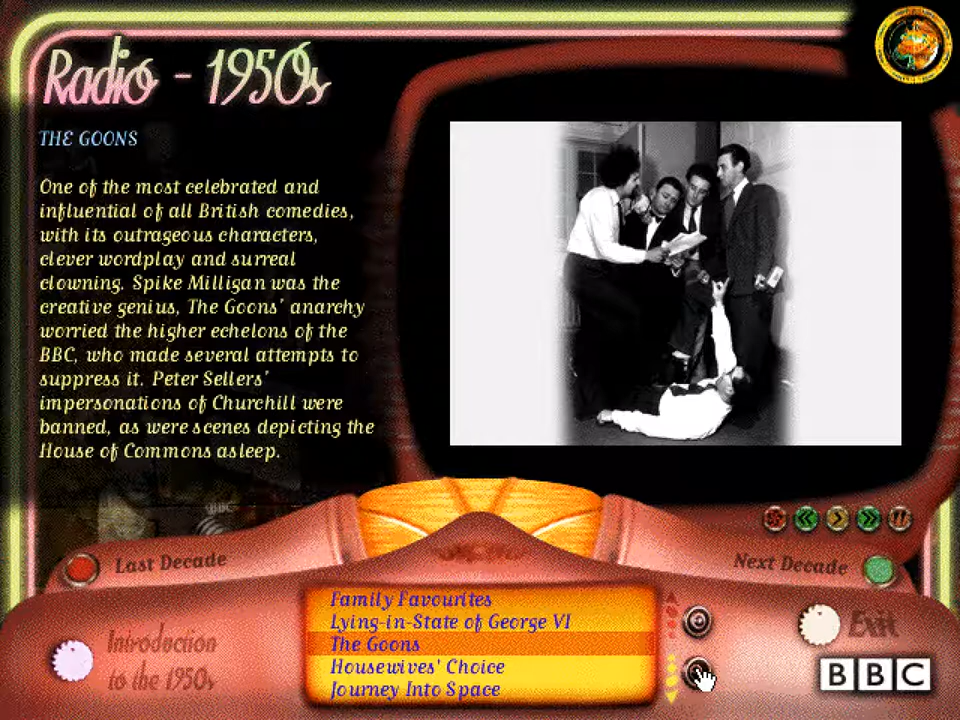 Radio - 1950s
THE GOONS
One of the most celebrated and
influential of all British comedies,
with its outrageous characters,
clever wordplay and surreal
clowning. Spike Milligan was the
creative genius, The Goons' anarchy
worried the higher echelons of the
BBC, who made several attempts to
suppress it. Peter Sellers'
impersonations of Churchill were
banned, as were scenes depicting the
House of Commons asleep.
Last Decade
Next Decade
Family Favourites
Lying-in-State of George VI
The Goons
Housewives' Choice
Journey Into Space
Introduction
to the 1950s
Exit
BBC